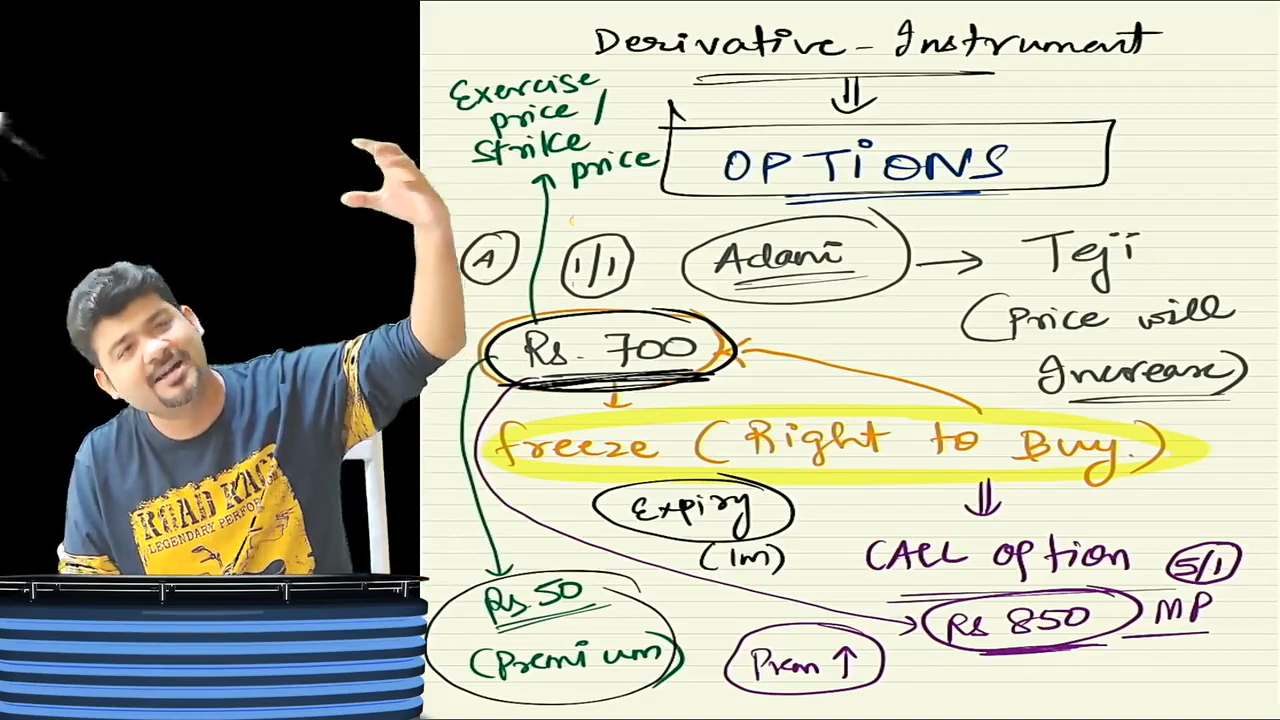 Derivative - Instrument
⇓
OPTIONS
Exercise
price /
Strike
price
A
1/1
Adani → Teji
(Price will
Increase)
Rs. 700
freeze (Right to Buy.)
Expiry
(1m)
CALL option
5/1
Rs 850 MP
Rs 50
(Premium)
Prem ↑
ROAD RAC
LEGENDARY PERFO